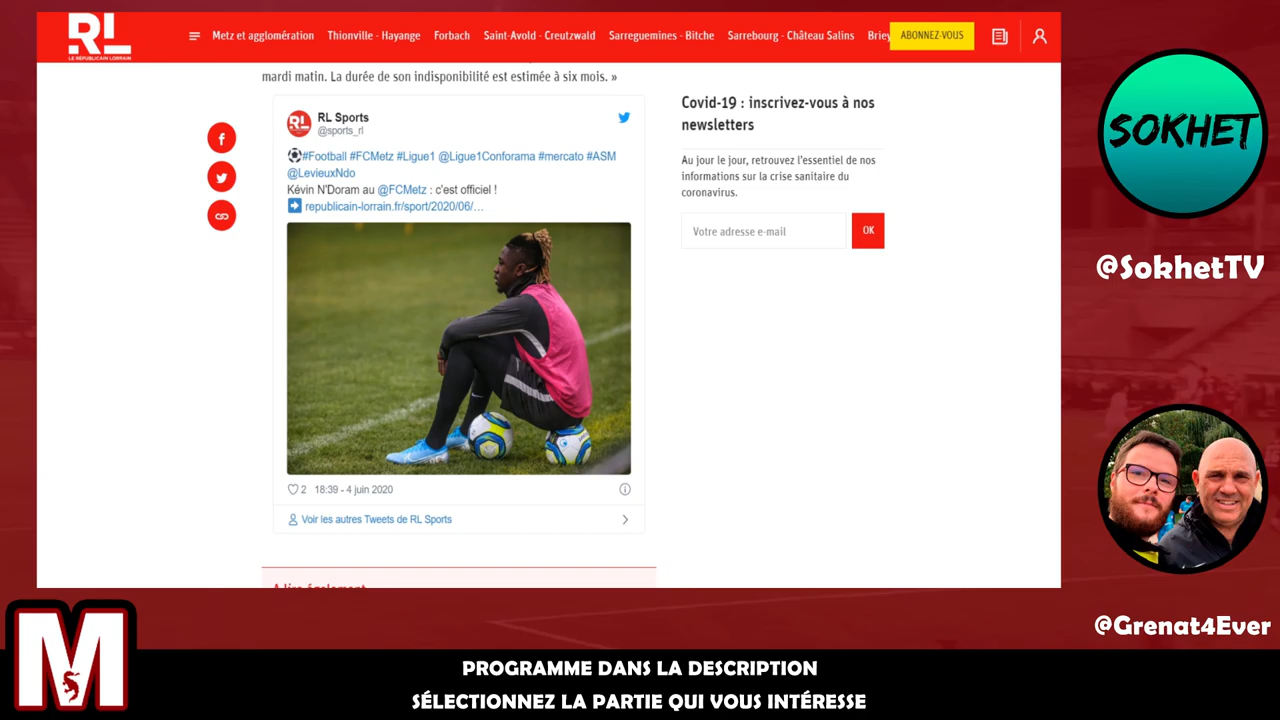 RL
LE RÉPUBLICAIN LORRAIN
Metz et agglomération
Thionville - Hayange
Forbach
Saint-Avold - Creutzwald
Sarreguemines - Bitche
Sarrebourg - Château Salins
Briey
ABONNEZ-VOUS
mardi matin. La durée de son indisponibilité est estimée à six mois. »
RL Sports
@sports_rl
#Football #FCMetz #Ligue1 @Ligue1Conforama #mercato #ASM
@LevieuxNdo
Kévin N'Doram au @FCMetz : c'est officiel !
republicain-lorrain.fr/sport/2020/06/…
2 18:39 - 4 juin 2020
Voir les autres Tweets de RL Sports
A lire également
Covid-19 : inscrivez-vous à nos
newsletters
Au jour le jour, retrouvez l'essentiel de nos
informations sur la crise sanitaire du
coronavirus.
Votre adresse e-mail
OK
SOKHET
@SokhetTV
@Grenat4Ever
M
PROGRAMME DANS LA DESCRIPTION
SÉLECTIONNEZ LA PARTIE QUI VOUS INTÉRESSE